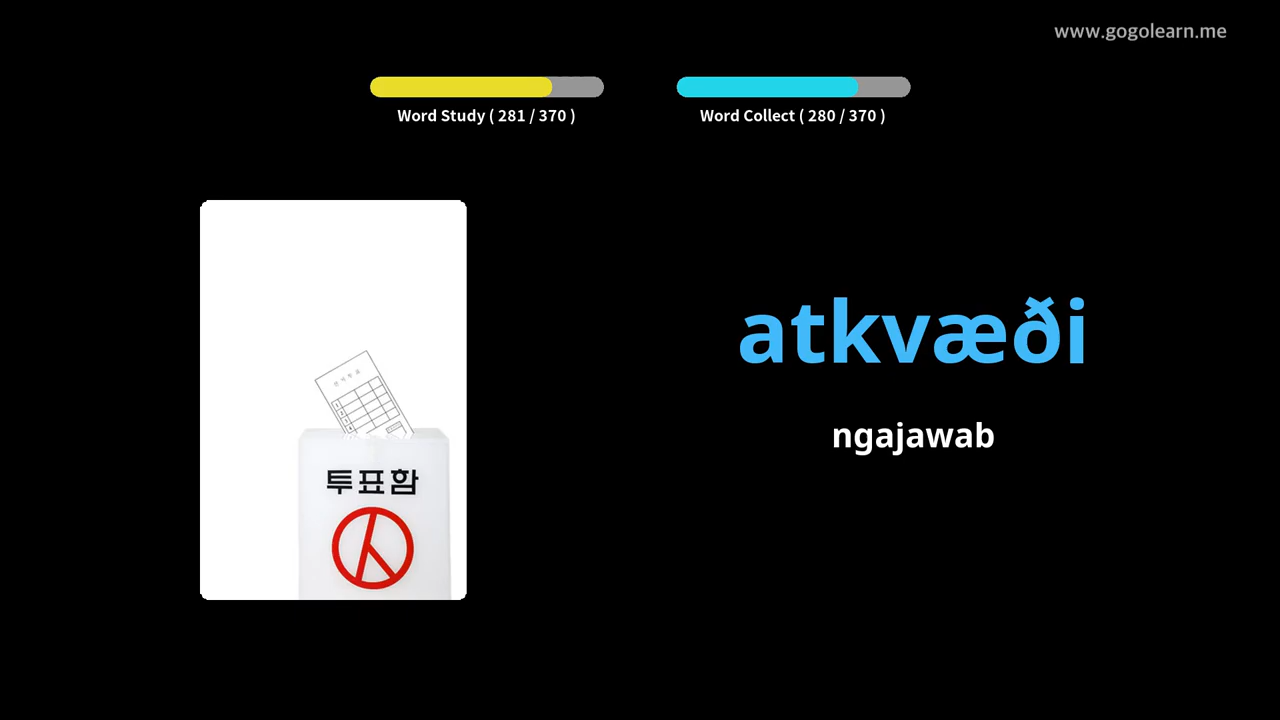 www.gogolearn.me
Word Study ( 281 / 370 )
Word Collect ( 280 / 370 )
atkvæði
ngajawab
투표함